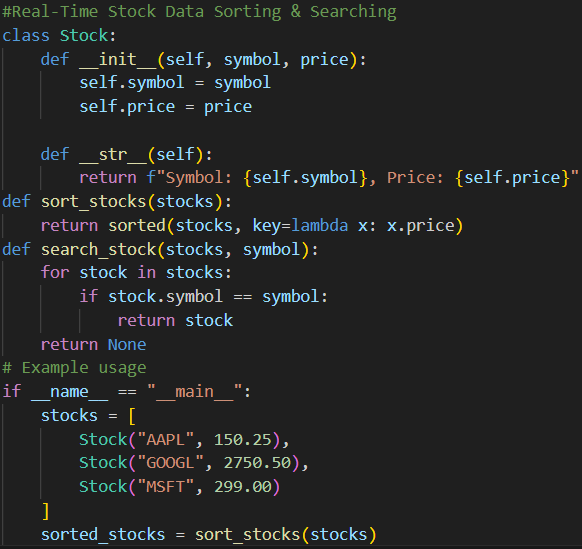 #Real-Time Stock Data Sorting & Searching
class Stock:
    def __init__(self, symbol, price):
        self.symbol = symbol
        self.price = price

    def __str__(self):
        return f"Symbol: {self.symbol}, Price: {self.price}"
def sort_stocks(stocks):
    return sorted(stocks, key=lambda x: x.price)
def search_stock(stocks, symbol):
    for stock in stocks:
        if stock.symbol == symbol:
            return stock
    return None
# Example usage
if __name__ == "__main__":
    stocks = [
        Stock("AAPL", 150.25),
        Stock("GOOGL", 2750.50),
        Stock("MSFT", 299.00)
    ]
    sorted_stocks = sort_stocks(stocks)